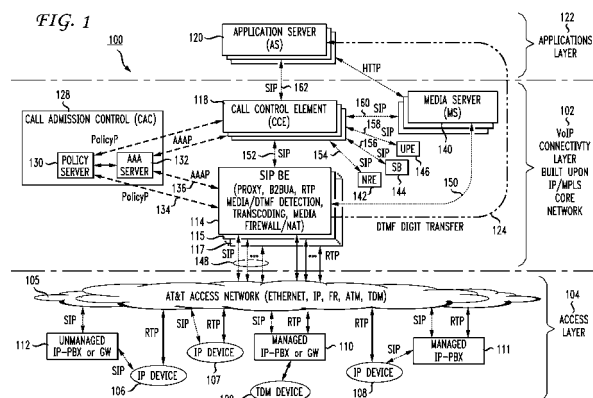 FIG. 1
100
120
APPLICATION SERVER
(AS)
122
APPLICATIONS
LAYER
HTTP
SIP
162
128
CALL ADMISSION CONTROL (CAC)
118
CALL CONTROL ELEMENT
(CCE)
160
SIP
158
MEDIA SERVER
(MS)
140
102
VoIP
CONNECTIVTY
LAYER
BUILT UPON
IP/MPLS
CORE
NETWORK
PolicyP
AAAP
130
POLICY
SERVER
AAA
SERVER
132
152
SIP
154
156
SIP
UPE
146
SIP
SB
144
NRE
142
150
AAAP
136
134
PolicyP
SIP BE
(PROXY, B2BUA, RTP
MEDIA/DTMF DETECTION,
TRANSCODING, MEDIA
FIREWALL/NAT)
114
115
117
DTMF DIGIT TRANSFER
124
SIP
148
RTP
105
AT&T ACCESS NETWORK (ETHERNET, IP, FR, ATM, TDM)
104
ACCESS
LAYER
SIP
RTP
SIP
RTP
SIP
RTP
RTP
SIP
RTP
112
UNMANAGED
IP-PBX or GW
SIP
IP DEVICE
106
IP DEVICE
107
MANAGED
IP-PBX or GW
110
TDM DEVICE
IP DEVICE
108
SIP
MANAGED
IP-PBX
111